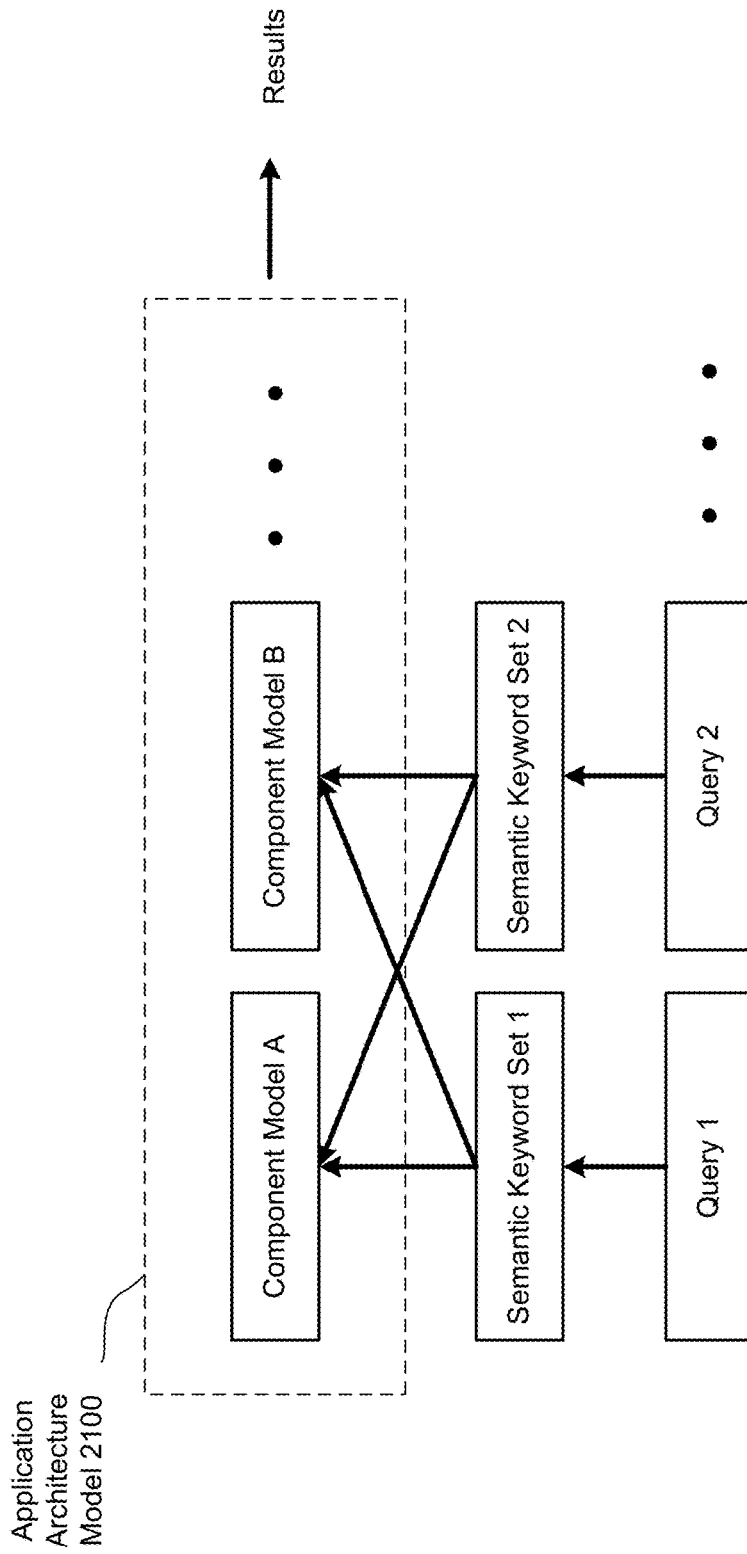 Application
Architecture
Model 2100
Component Model A
Component Model B
Results
Semantic Keyword Set 1
Semantic Keyword Set 2
Query 1
Query 2